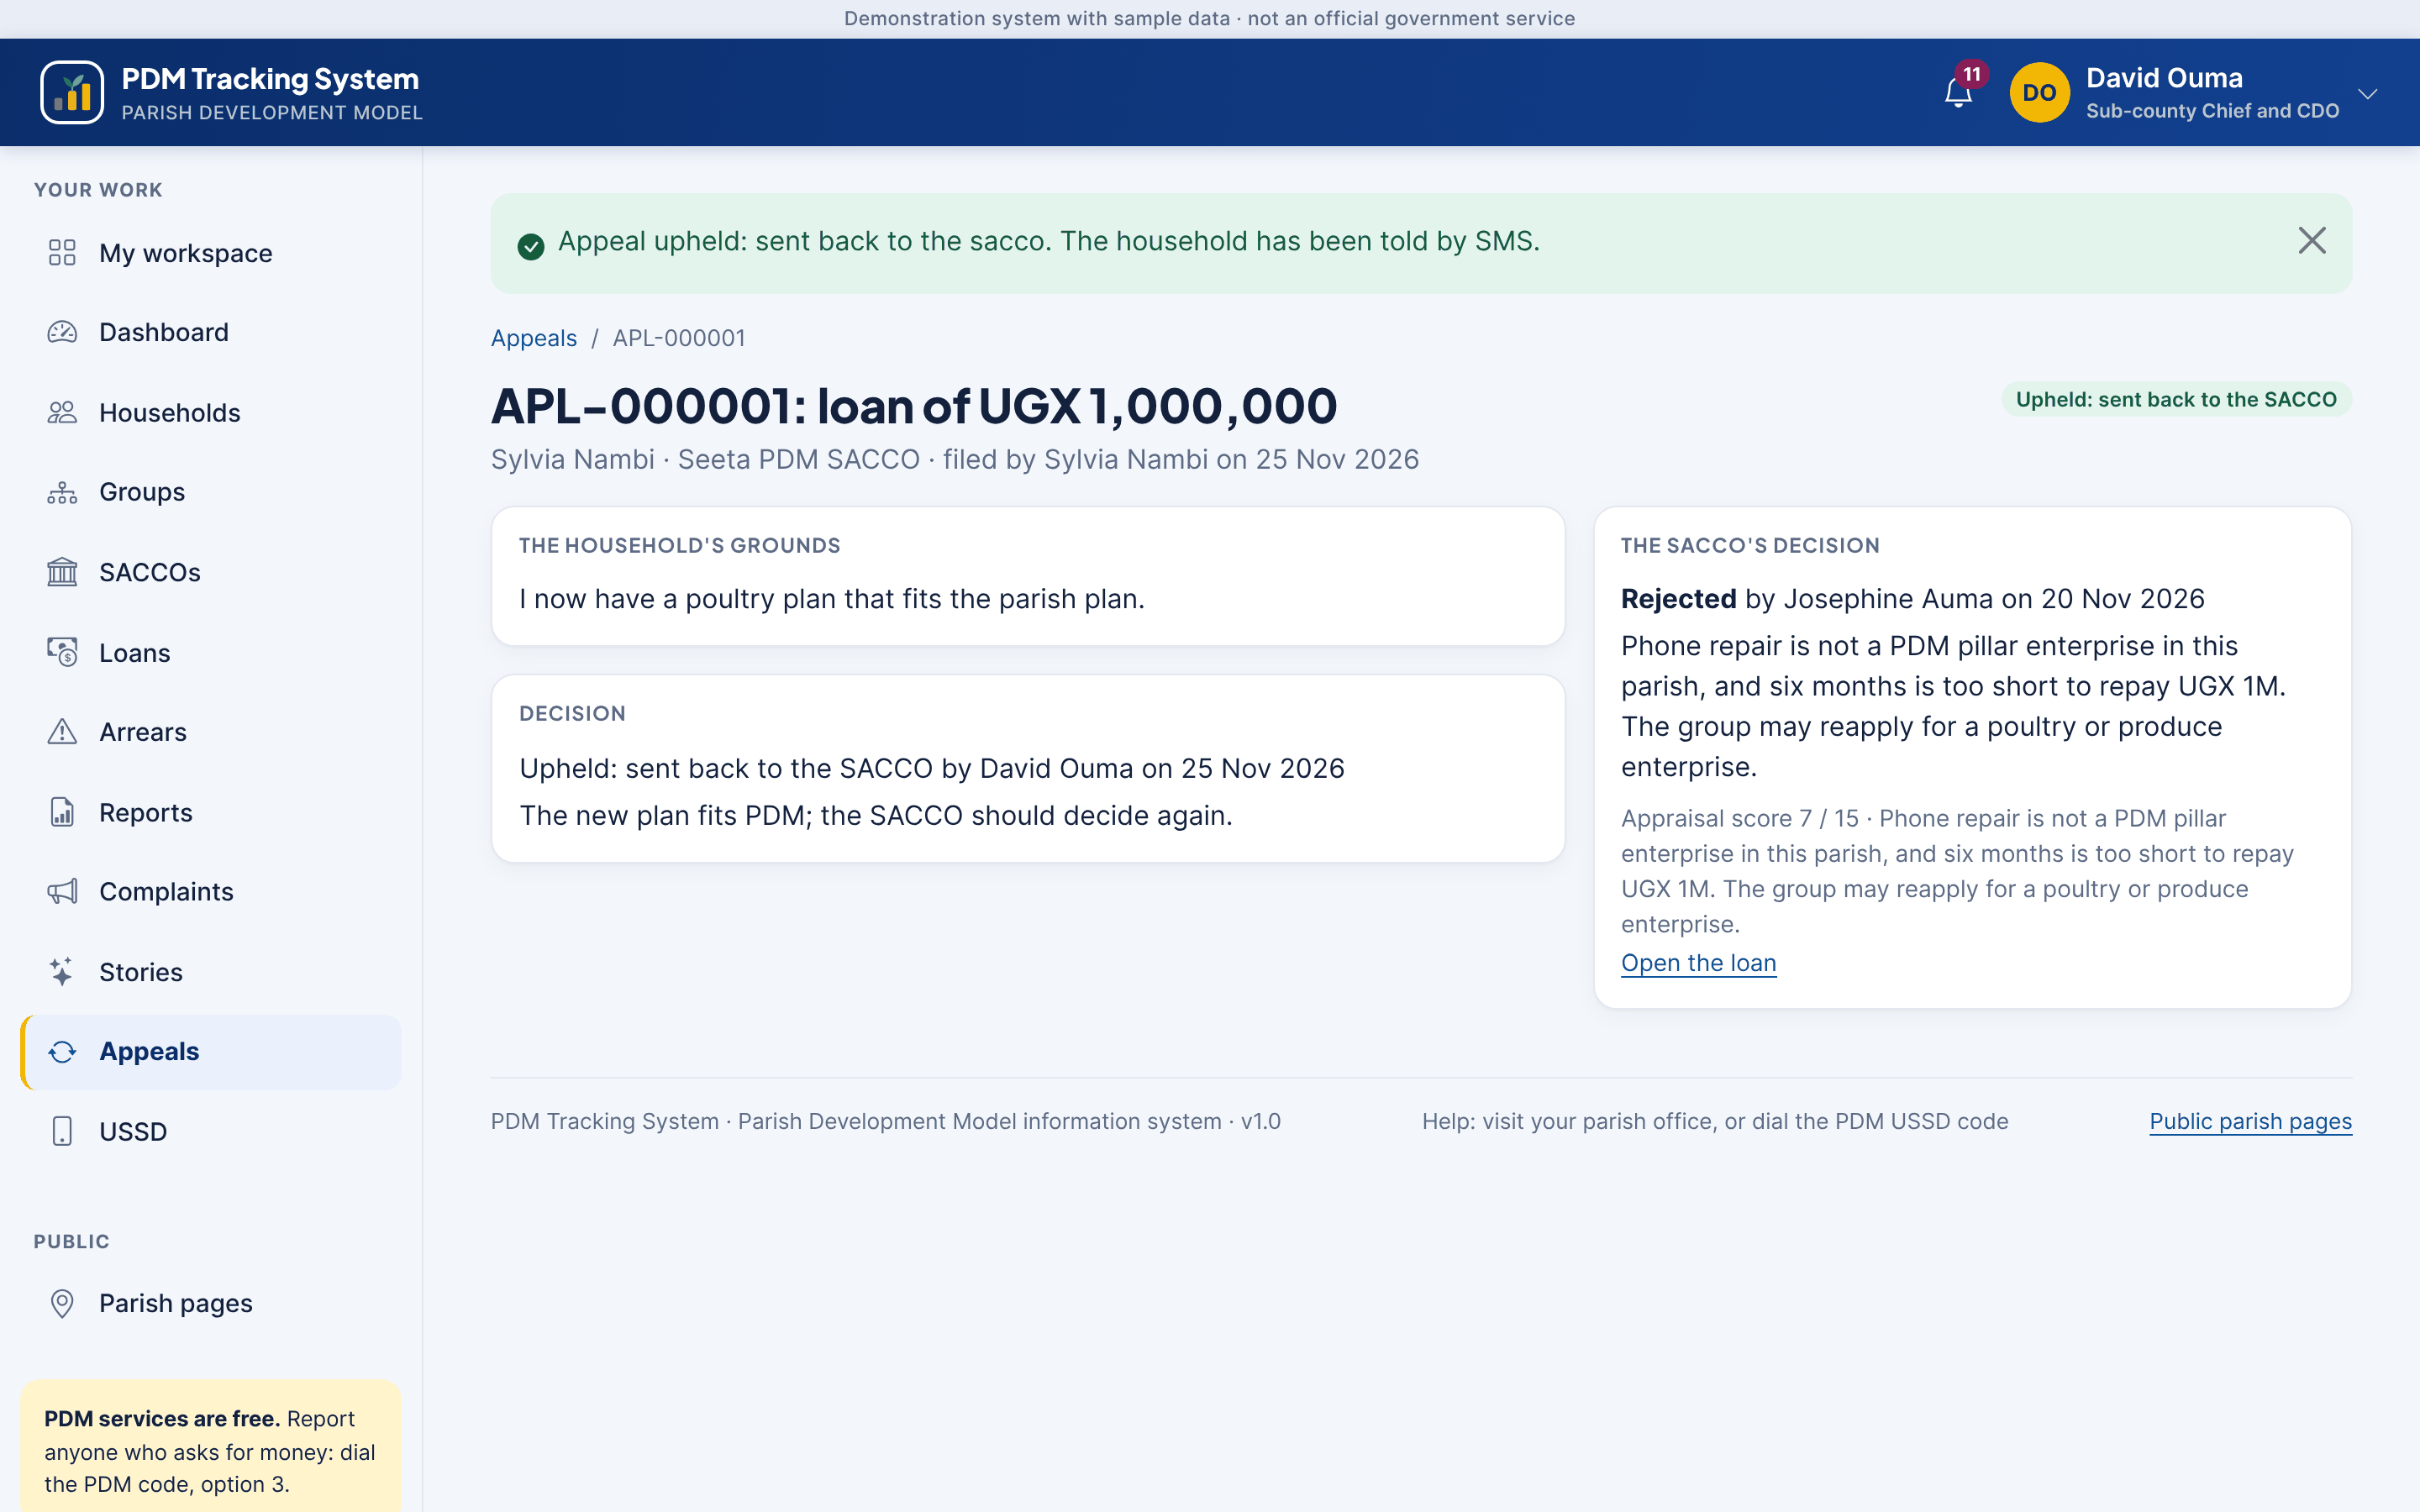 Demonstration system with sample data · not an official government service
PDM Tracking System
PARISH DEVELOPMENT MODEL
11
DO
David Ouma
Sub-county Chief and CDO
YOUR WORK
My workspace
Dashboard
Households
Groups
SACCOs
Loans
Arrears
Reports
Complaints
Stories
Appeals
USSD
PUBLIC
Parish pages
PDM services are free. Report
anyone who asks for money: dial
the PDM code, option 3.
Appeal upheld: sent back to the sacco. The household has been told by SMS.
Appeals / APL-000001
APL-000001: loan of UGX 1,000,000
Upheld: sent back to the SACCO
Sylvia Nambi · Seeta PDM SACCO · filed by Sylvia Nambi on 25 Nov 2026
THE HOUSEHOLD'S GROUNDS
I now have a poultry plan that fits the parish plan.
DECISION
Upheld: sent back to the SACCO by David Ouma on 25 Nov 2026
The new plan fits PDM; the SACCO should decide again.
THE SACCO'S DECISION
Rejected by Josephine Auma on 20 Nov 2026
Phone repair is not a PDM pillar enterprise in this
parish, and six months is too short to repay UGX 1M.
The group may reapply for a poultry or produce
enterprise.
Appraisal score 7 / 15 · Phone repair is not a PDM pillar
enterprise in this parish, and six months is too short to repay
UGX 1M. The group may reapply for a poultry or produce
enterprise.
Open the loan
PDM Tracking System · Parish Development Model information system · v1.0
Help: visit your parish office, or dial the PDM USSD code
Public parish pages